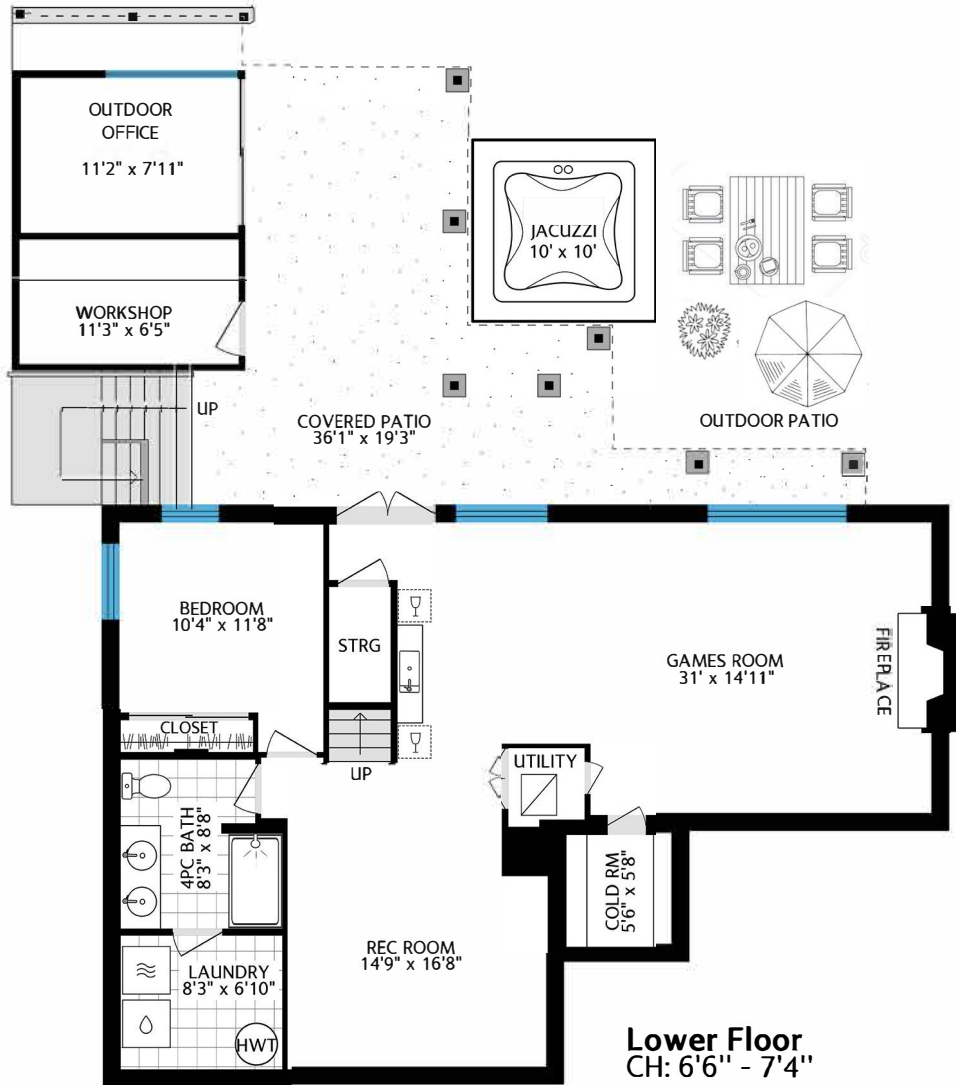 OUTDOOR
OFFICE
11'2" x 7'11"
JACUZZI
10' x 10'
WORKSHOP
11'3" x 6'5"
UP
COVERED PATIO
36'1" x 19'3"
OUTDOOR PATIO
BEDROOM
10'4" x 11'8"
STRG
GAMES ROOM
31' x 14'11"
FIREPLACE
CLOSET
UP
UTILITY
4PC BATH
8'3" x 8'8"
COLD RM
5'6" x 5'8"
REC ROOM
14'9" x 16'8"
LAUNDRY
8'3" x 6'10"
HWT
Lower Floor
CH: 6'6'' - 7'4''